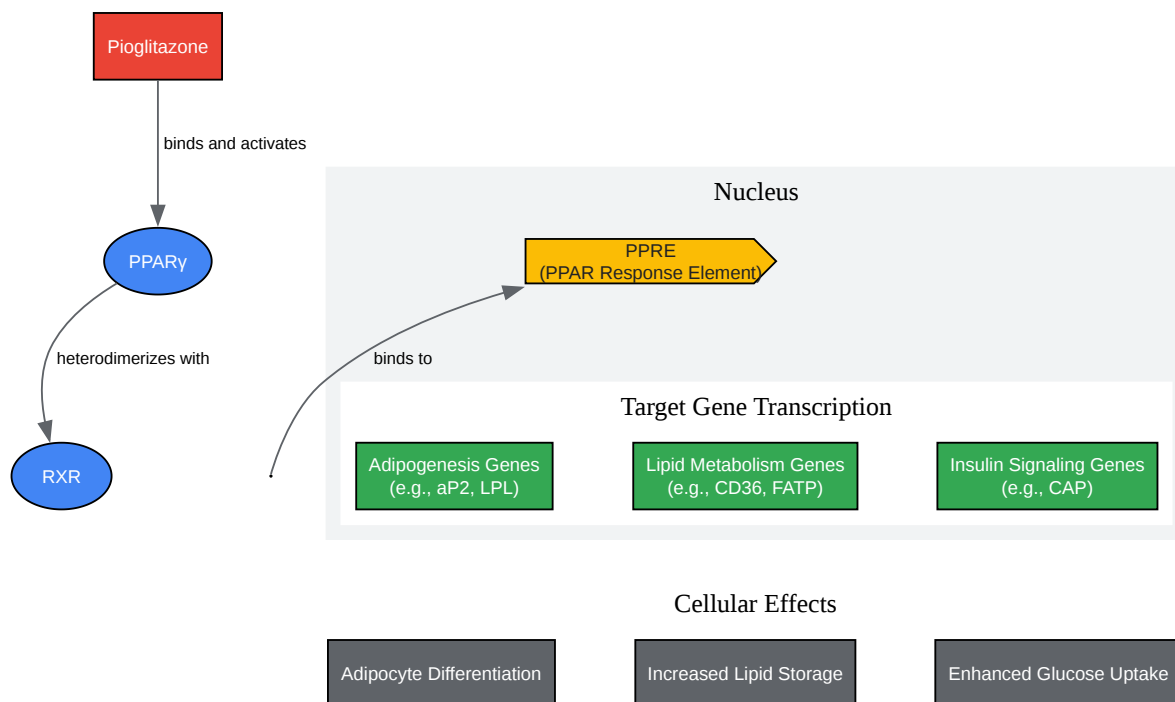 Pioglitazone
binds and activates
Nucleus
PPARγ
PPRE
(PPAR Response Element)
heterodimerizes with
binds to
Target Gene Transcription
RXR
Adipogenesis Genes
(e.g., aP2, LPL)
Lipid Metabolism Genes
(e.g., CD36, FATP)
Insulin Signaling Genes
(e.g., CAP)
Cellular Effects
Adipocyte Differentiation
Increased Lipid Storage
Enhanced Glucose Uptake